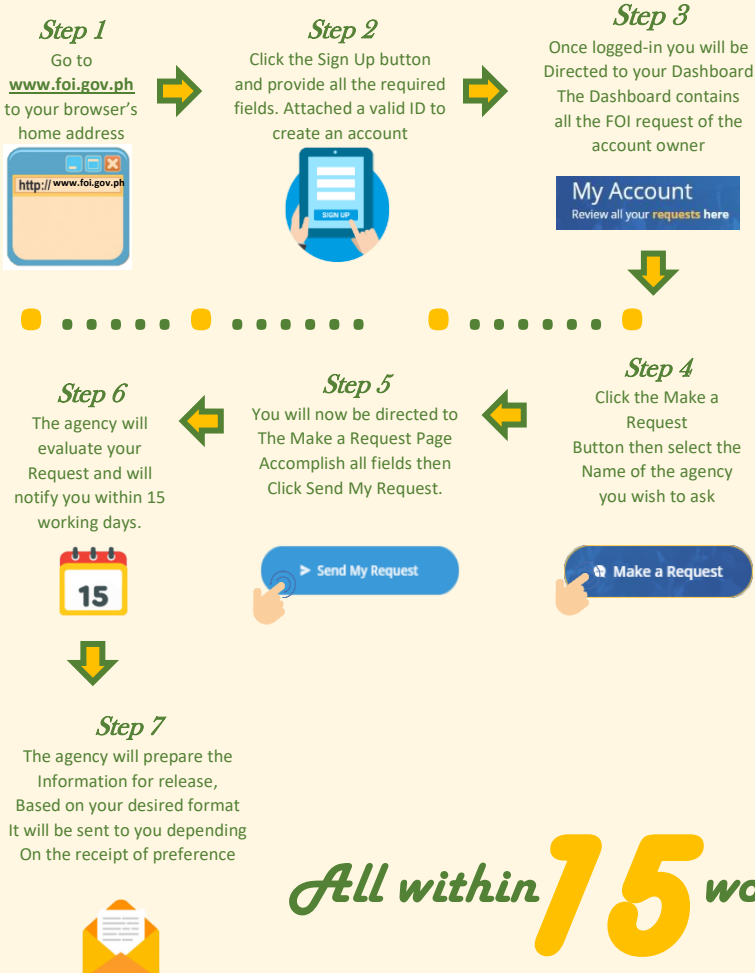 Step 1
Go to
www.foi.gov.ph
to your browser's
home address
http:// www.foi.gov.ph
Step 2
Click the Sign Up button
and provide all the required
fields. Attached a valid ID to
create an account
SIGN UP
Step 3
Once logged-in you will be
Directed to your Dashboard
The Dashboard contains
all the FOI request of the
account owner
My Account
Review all your requests here
Step 4
Click the Make a
Request
Button then select the
Name of the agency
you wish to ask
Make a Request
Step 5
You will now be directed to
The Make a Request Page
Accomplish all fields then
Click Send My Request.
Send My Request
Step 6
The agency will
evaluate your
Request and will
notify you within 15
working days.
15
Step 7
The agency will prepare the
Information for release,
Based on your desired format
It will be sent to you depending
On the receipt of preference
All within 15 wo